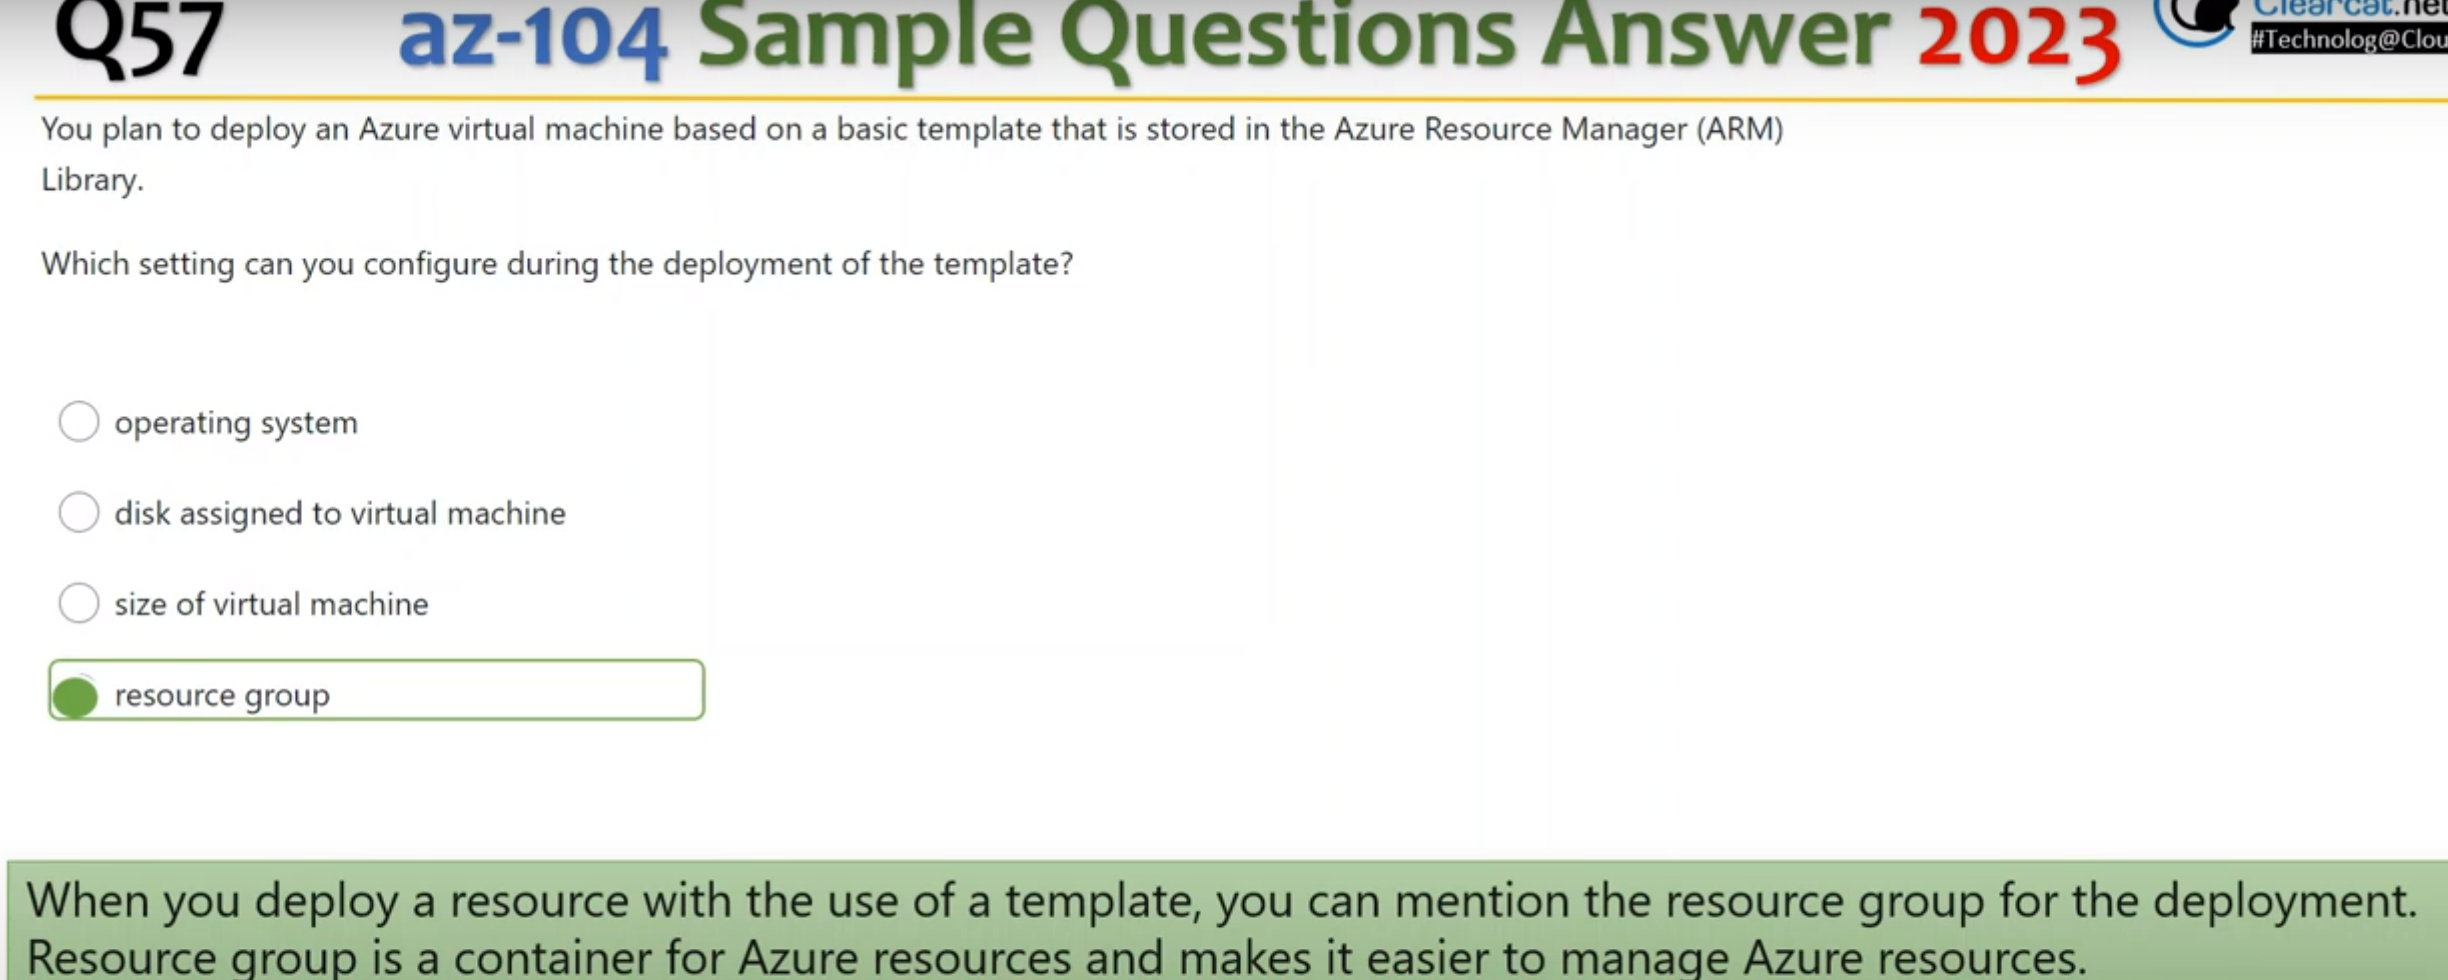 Q57 az-104 Sample Questions Answer 2023
Clearcat.net
#Technolog@Clou
You plan to deploy an Azure virtual machine based on a basic template that is stored in the Azure Resource Manager (ARM)
Library.
Which setting can you configure during the deployment of the template?
operating system
disk assigned to virtual machine
size of virtual machine
resource group
When you deploy a resource with the use of a template, you can mention the resource group for the deployment.
Resource group is a container for Azure resources and makes it easier to manage Azure resources.